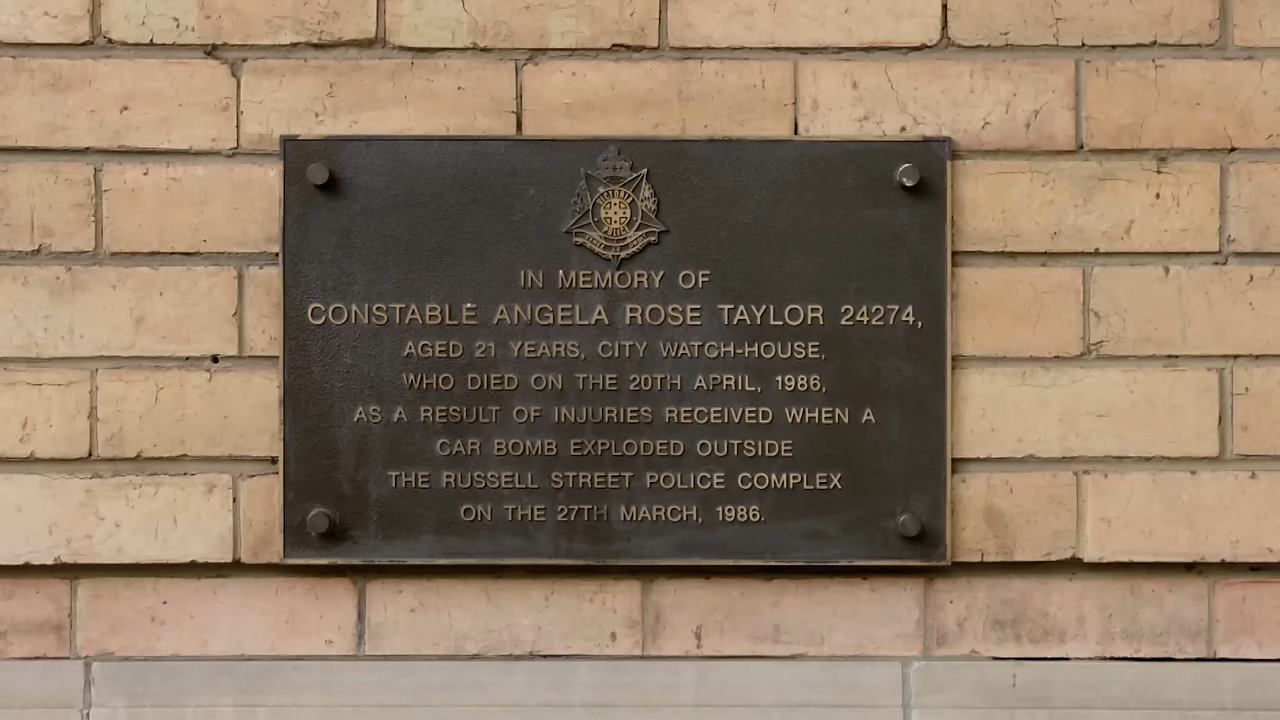 VICTORIA
POLICE
IN MEMORY OF
CONSTABLE ANGELA ROSE TAYLOR 24274,
AGED 21 YEARS, CITY WATCH-HOUSE,
WHO DIED ON THE 20TH APRIL, 1986,
AS A RESULT OF INJURIES RECEIVED WHEN A
CAR BOMB EXPLODED OUTSIDE
THE RUSSELL STREET POLICE COMPLEX
ON THE 27TH MARCH, 1986.